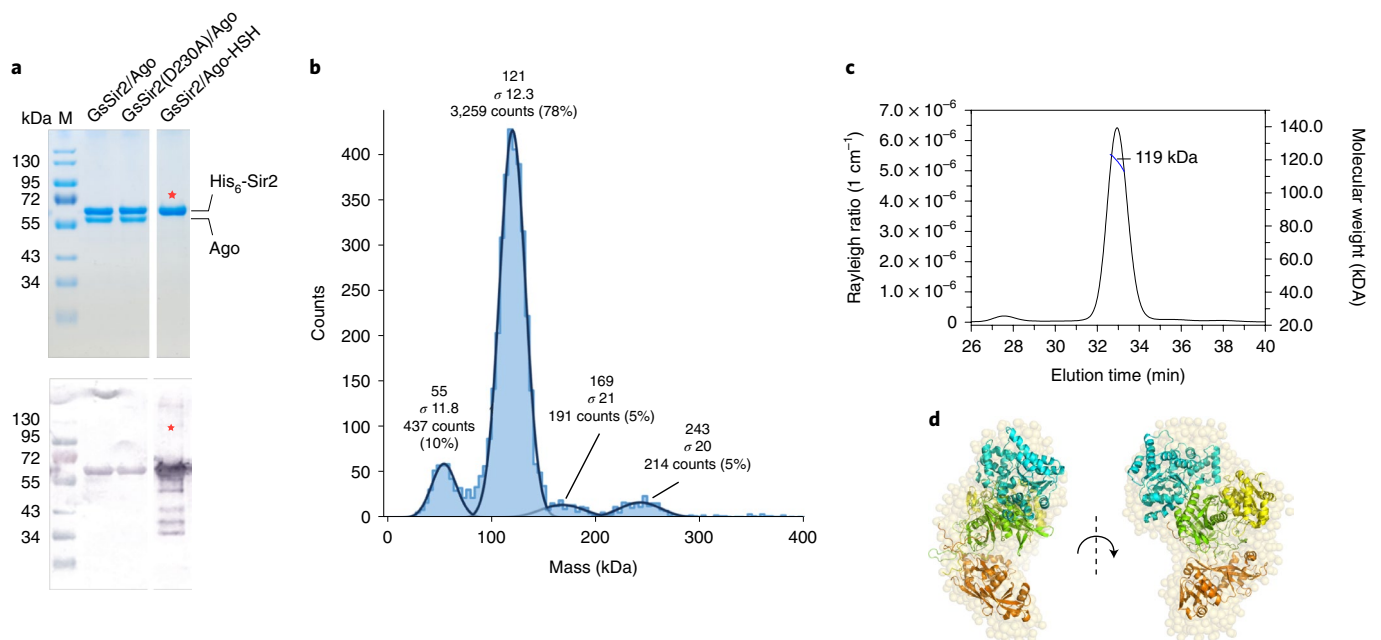 a
kDa M GsSir2/Ago GsSir2(D230A)/Ago GsSir2/Ago-HSH
130
95
72
55
43
34
His6-Sir2
Ago
130
95
72
55
43
34
b
121
σ 12.3
3,259 counts (78%)
55
σ 11.8
437 counts
(10%)
169
σ 21
191 counts (5%)
243
σ 20
214 counts (5%)
Counts
400
350
300
250
200
150
100
50
0
0 100 200 300 400
Mass (kDa)
c
Rayleigh ratio (1 cm⁻¹)
7.0 × 10⁻⁶
6.0 × 10⁻⁶
5.0 × 10⁻⁶
4.0 × 10⁻⁶
3.0 × 10⁻⁶
2.0 × 10⁻⁶
1.0 × 10⁻⁶
0
119 kDa
140.0
120.0
100.0
80.0
60.0
40.0
20.0
Molecular weight (kDA)
26 28 30 32 34 36 38 40
Elution time (min)
d